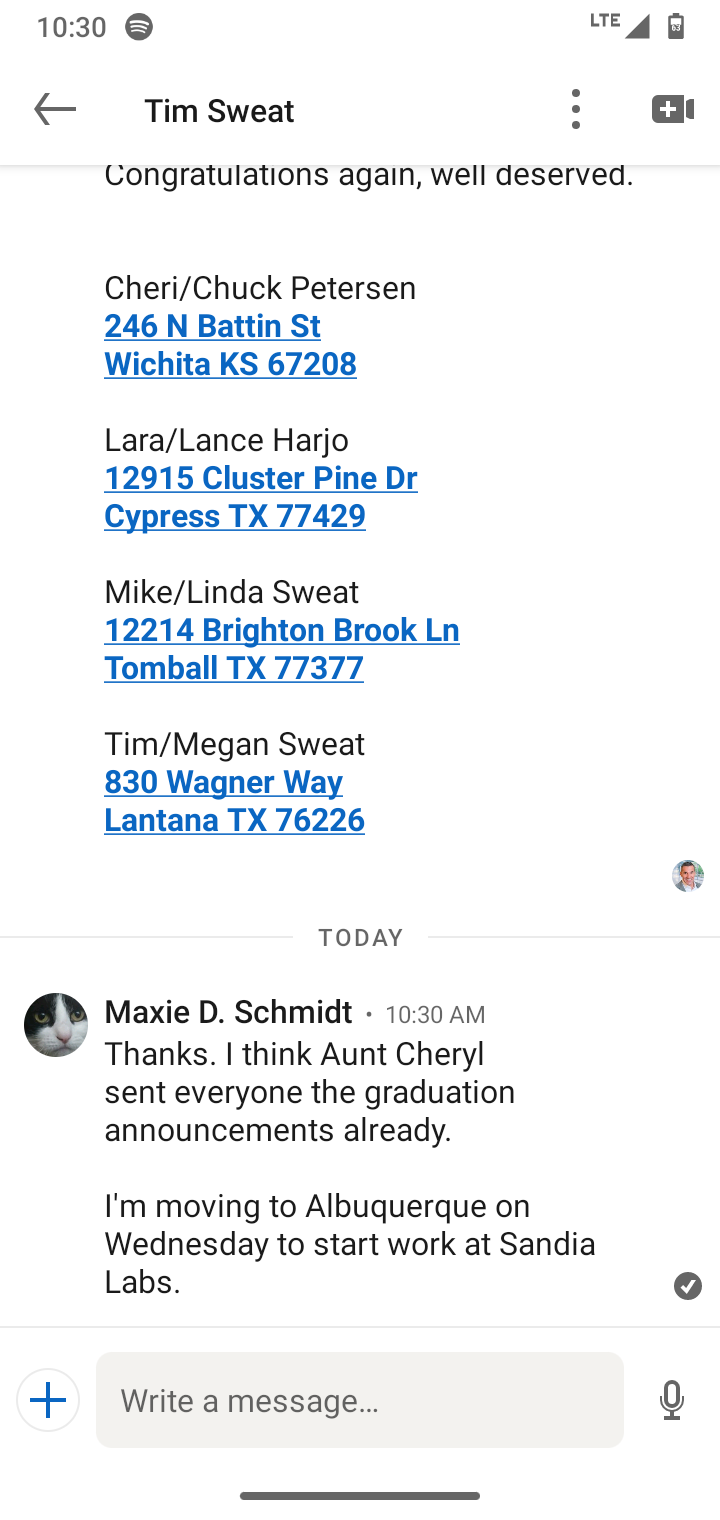 10:30
LTE
Tim Sweat
Congratulations again, well deserved.
Cheri/Chuck Petersen
246 N Battin St
Wichita KS 67208
Lara/Lance Harjo
12915 Cluster Pine Dr
Cypress TX 77429
Mike/Linda Sweat
12214 Brighton Brook Ln
Tomball TX 77377
Tim/Megan Sweat
830 Wagner Way
Lantana TX 76226
TODAY
Maxie D. Schmidt • 10:30 AM
Thanks. I think Aunt Cheryl
sent everyone the graduation
announcements already.
I'm moving to Albuquerque on
Wednesday to start work at Sandia
Labs.
Write a message…